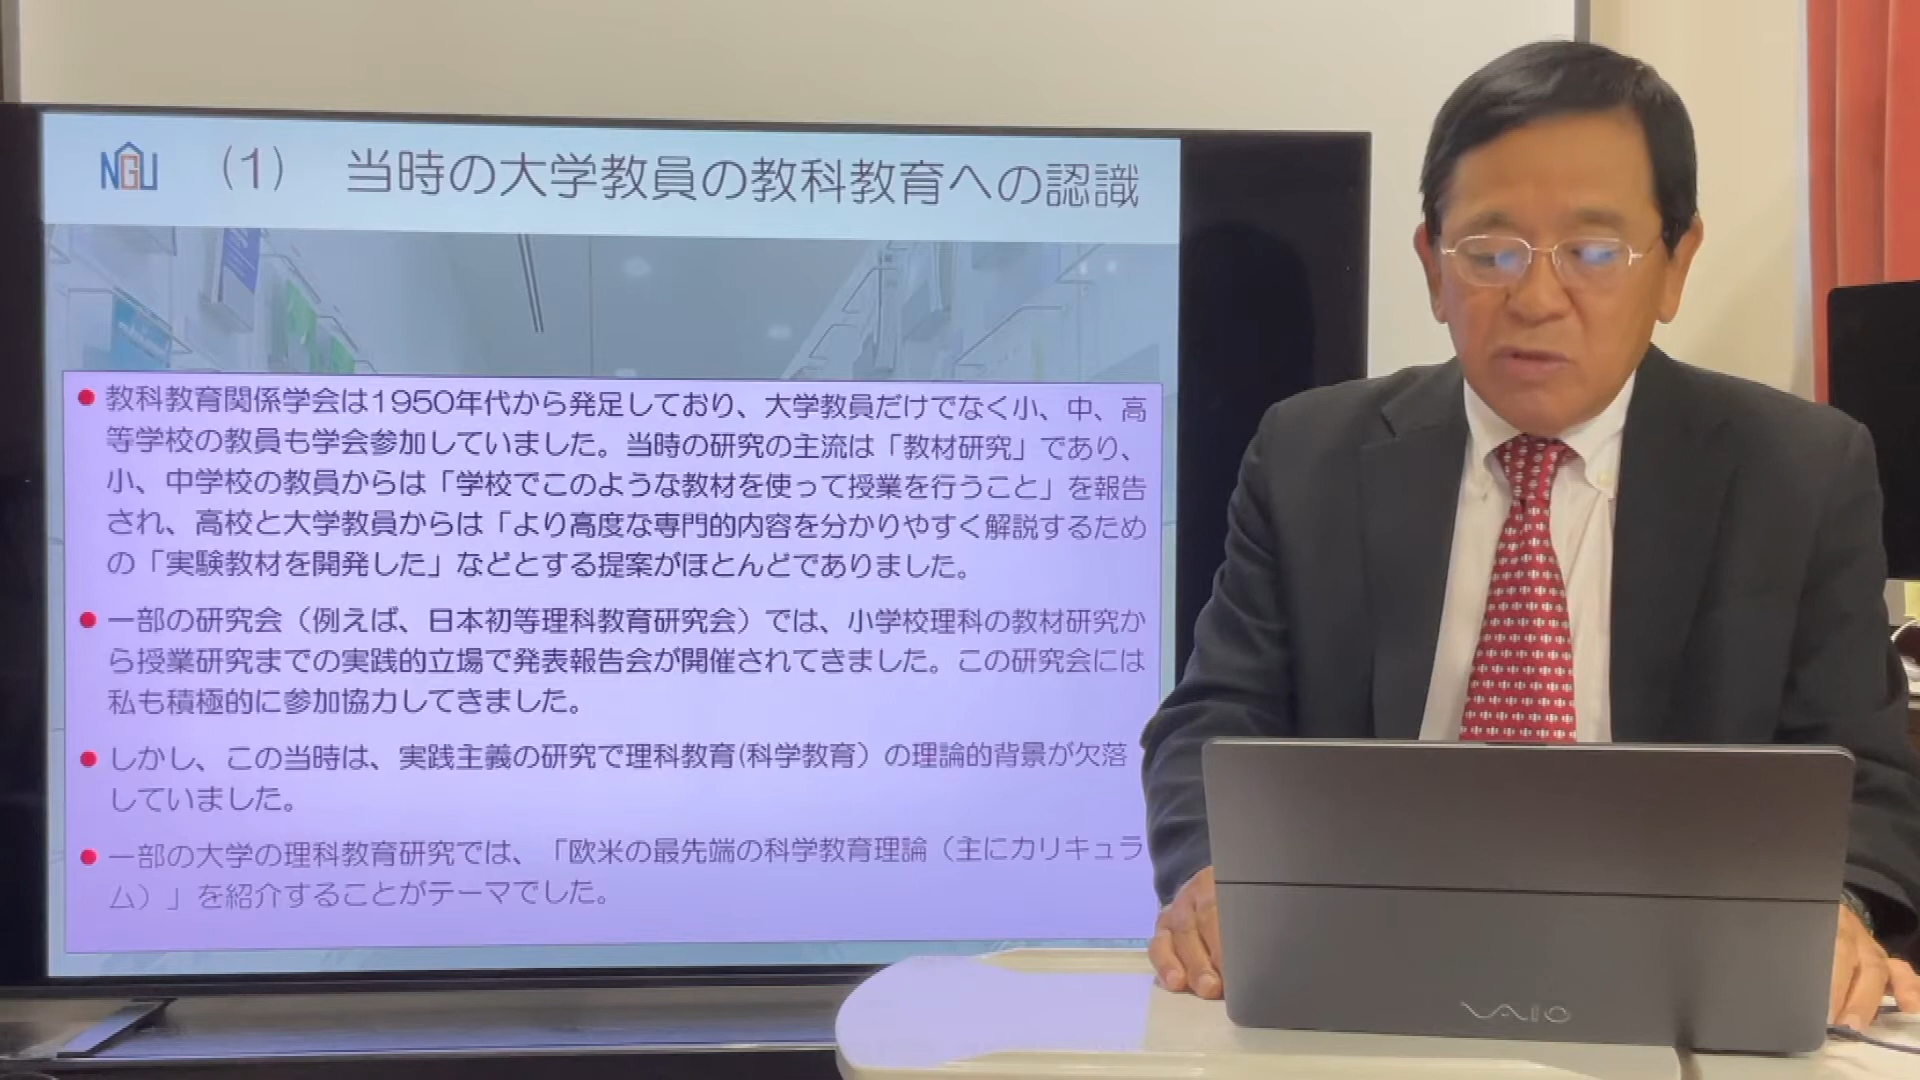 NGU
(1) 当時の大学教員の教科教育への認識
● 教科教育関係学会は1950年代から発足しており、大学教員だけでなく小、中、高
等学校の教員も学会参加していました。当時の研究の主流は「教材研究」であり、
小、中学校の教員からは「学校でこのような教材を使って授業を行うこと」を報告
され、高校と大学教員からは「より高度な専門的内容を分かりやすく解説するため
の「実験教材を開発した」などとする提案がほとんどでありました。
● 一部の研究会（例えば、日本初等理科教育研究会）では、小学校理科の教材研究か
ら授業研究までの実践的立場で発表報告会が開催されてきました。この研究会には
私も積極的に参加協力してきました。
● しかし、この当時は、実践主義の研究で理科教育(科学教育）の理論的背景が欠落
していました。
● 一部の大学の理科教育研究では、「欧米の最先端の科学教育理論（主にカリキュラ
ム）」を紹介することがテーマでした。
VAIO